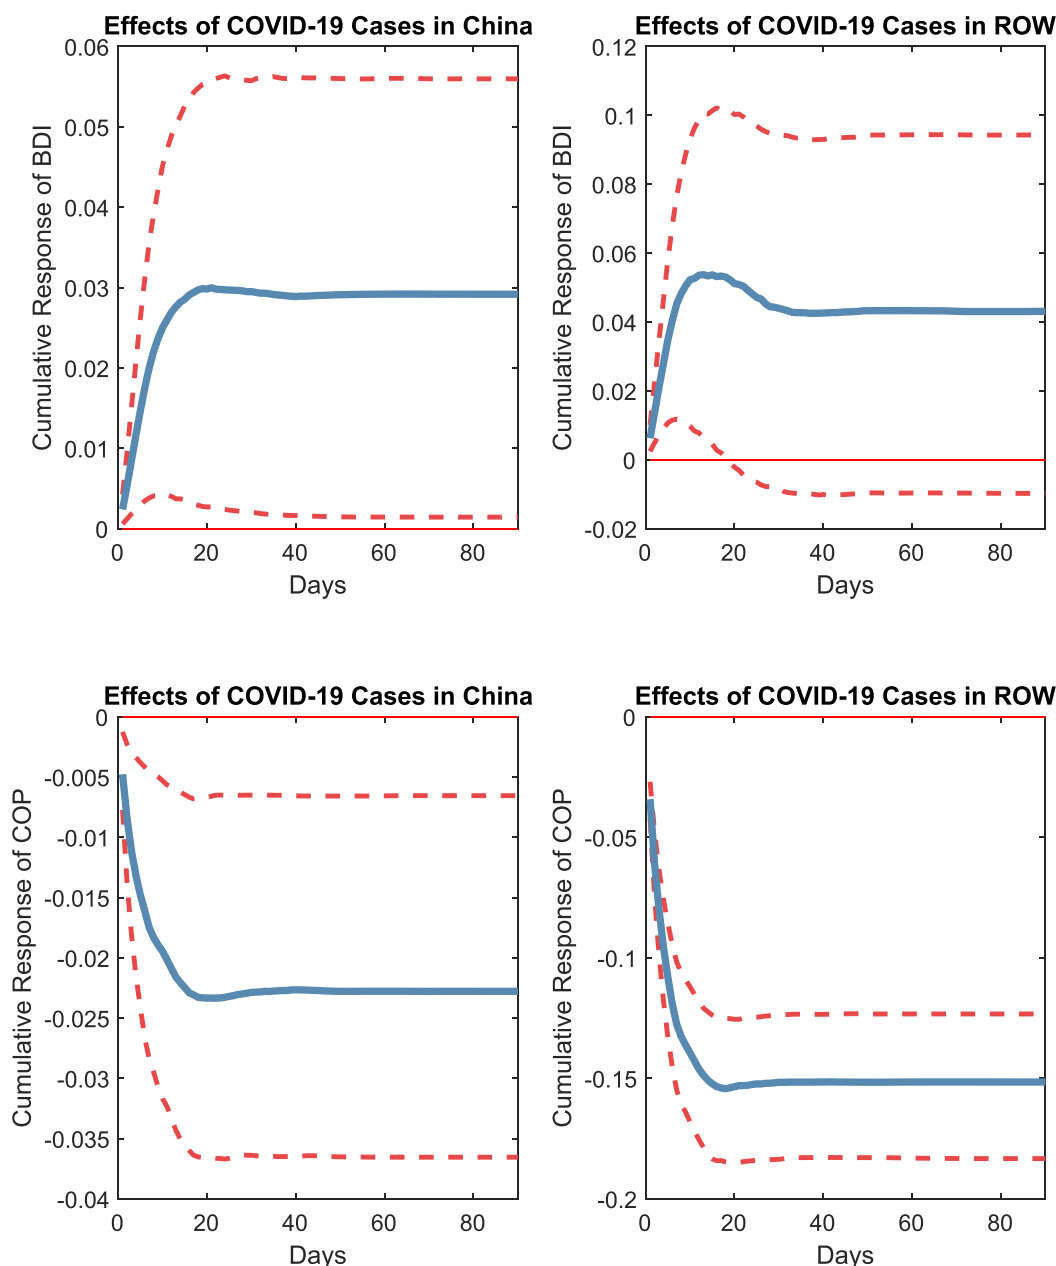 Effects of COVID-19 Cases in China
Cumulative Response of BDI
0.06
0.05
0.04
0.03
0.02
0.01
0
0 20 40 60 80
Days
Effects of COVID-19 Cases in ROW
Cumulative Response of BDI
0.12
0.1
0.08
0.06
0.04
0.02
0
-0.02
0 20 40 60 80
Days
Effects of COVID-19 Cases in China
Cumulative Response of COP
0
-0.005
-0.01
-0.015
-0.02
-0.025
-0.03
-0.035
-0.04
0 20 40 60 80
Days
Effects of COVID-19 Cases in ROW
Cumulative Response of COP
0
-0.05
-0.1
-0.15
-0.2
0 20 40 60 80
Days